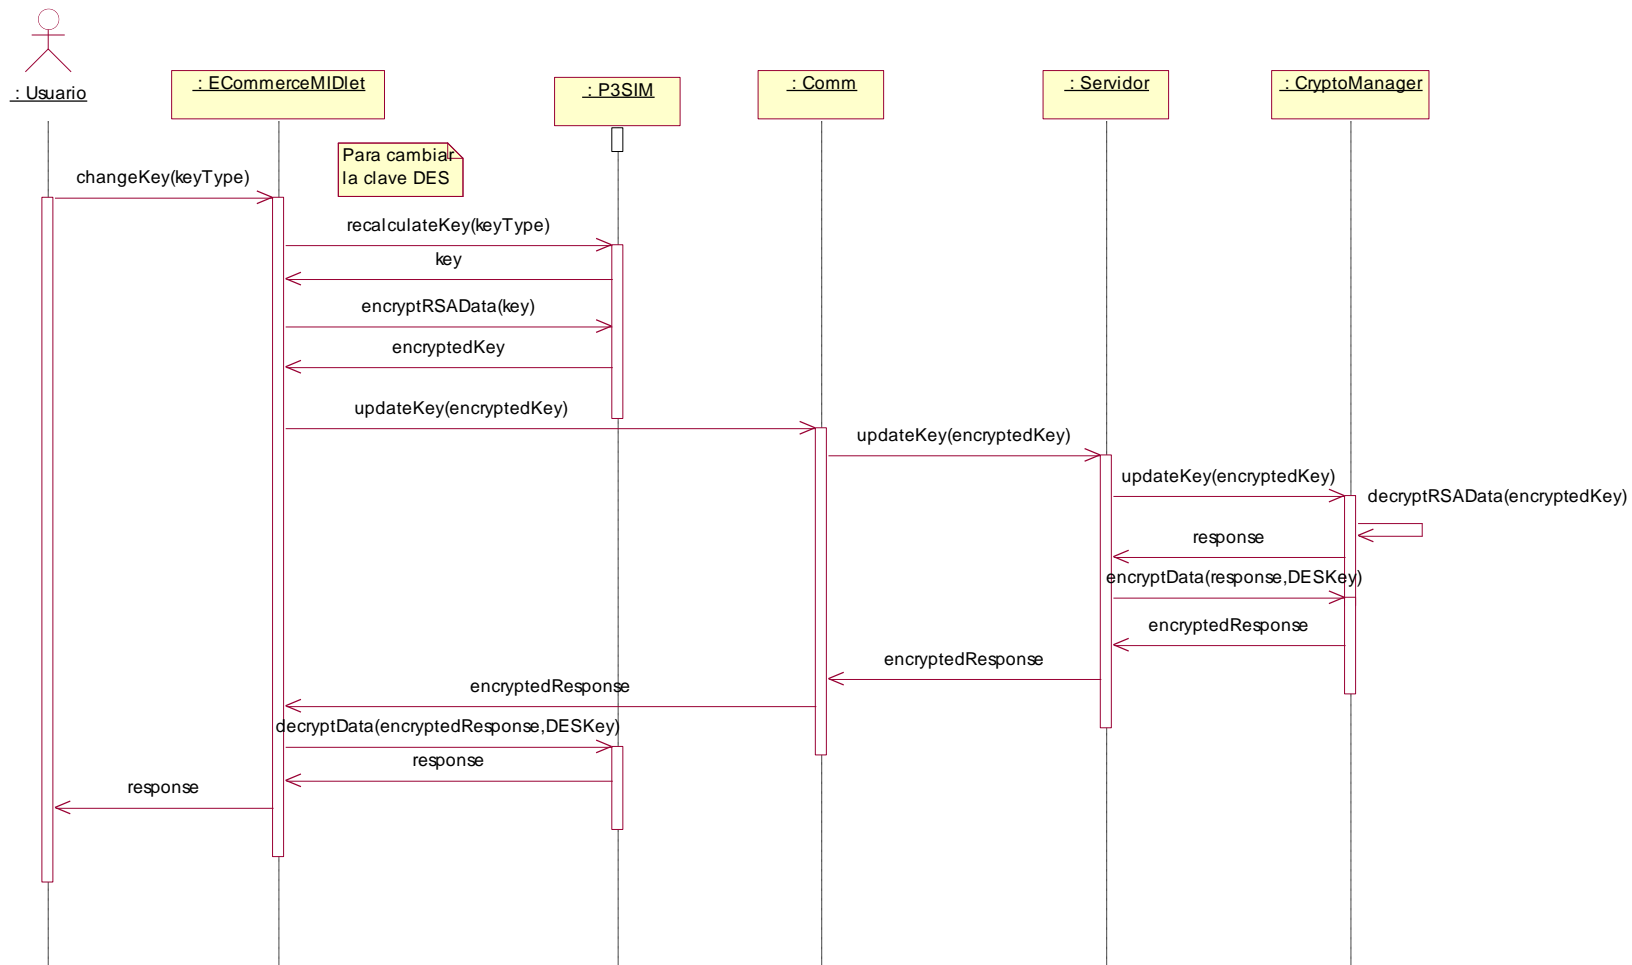 : Usuario
: ECommerceMIDlet
: P3SIM
: Comm
: Servidor
: CryptoManager
Para cambiar
la clave DES
changeKey(keyType)
recalculateKey(keyType)
key
encryptRSAData(key)
encryptedKey
updateKey(encryptedKey)
updateKey(encryptedKey)
updateKey(encryptedKey)
decryptRSAData(encryptedKey)
response
encryptData(response,DESKey)
encryptedResponse
encryptedResponse
encryptedResponse
decryptData(encryptedResponse,DESKey)
response
response